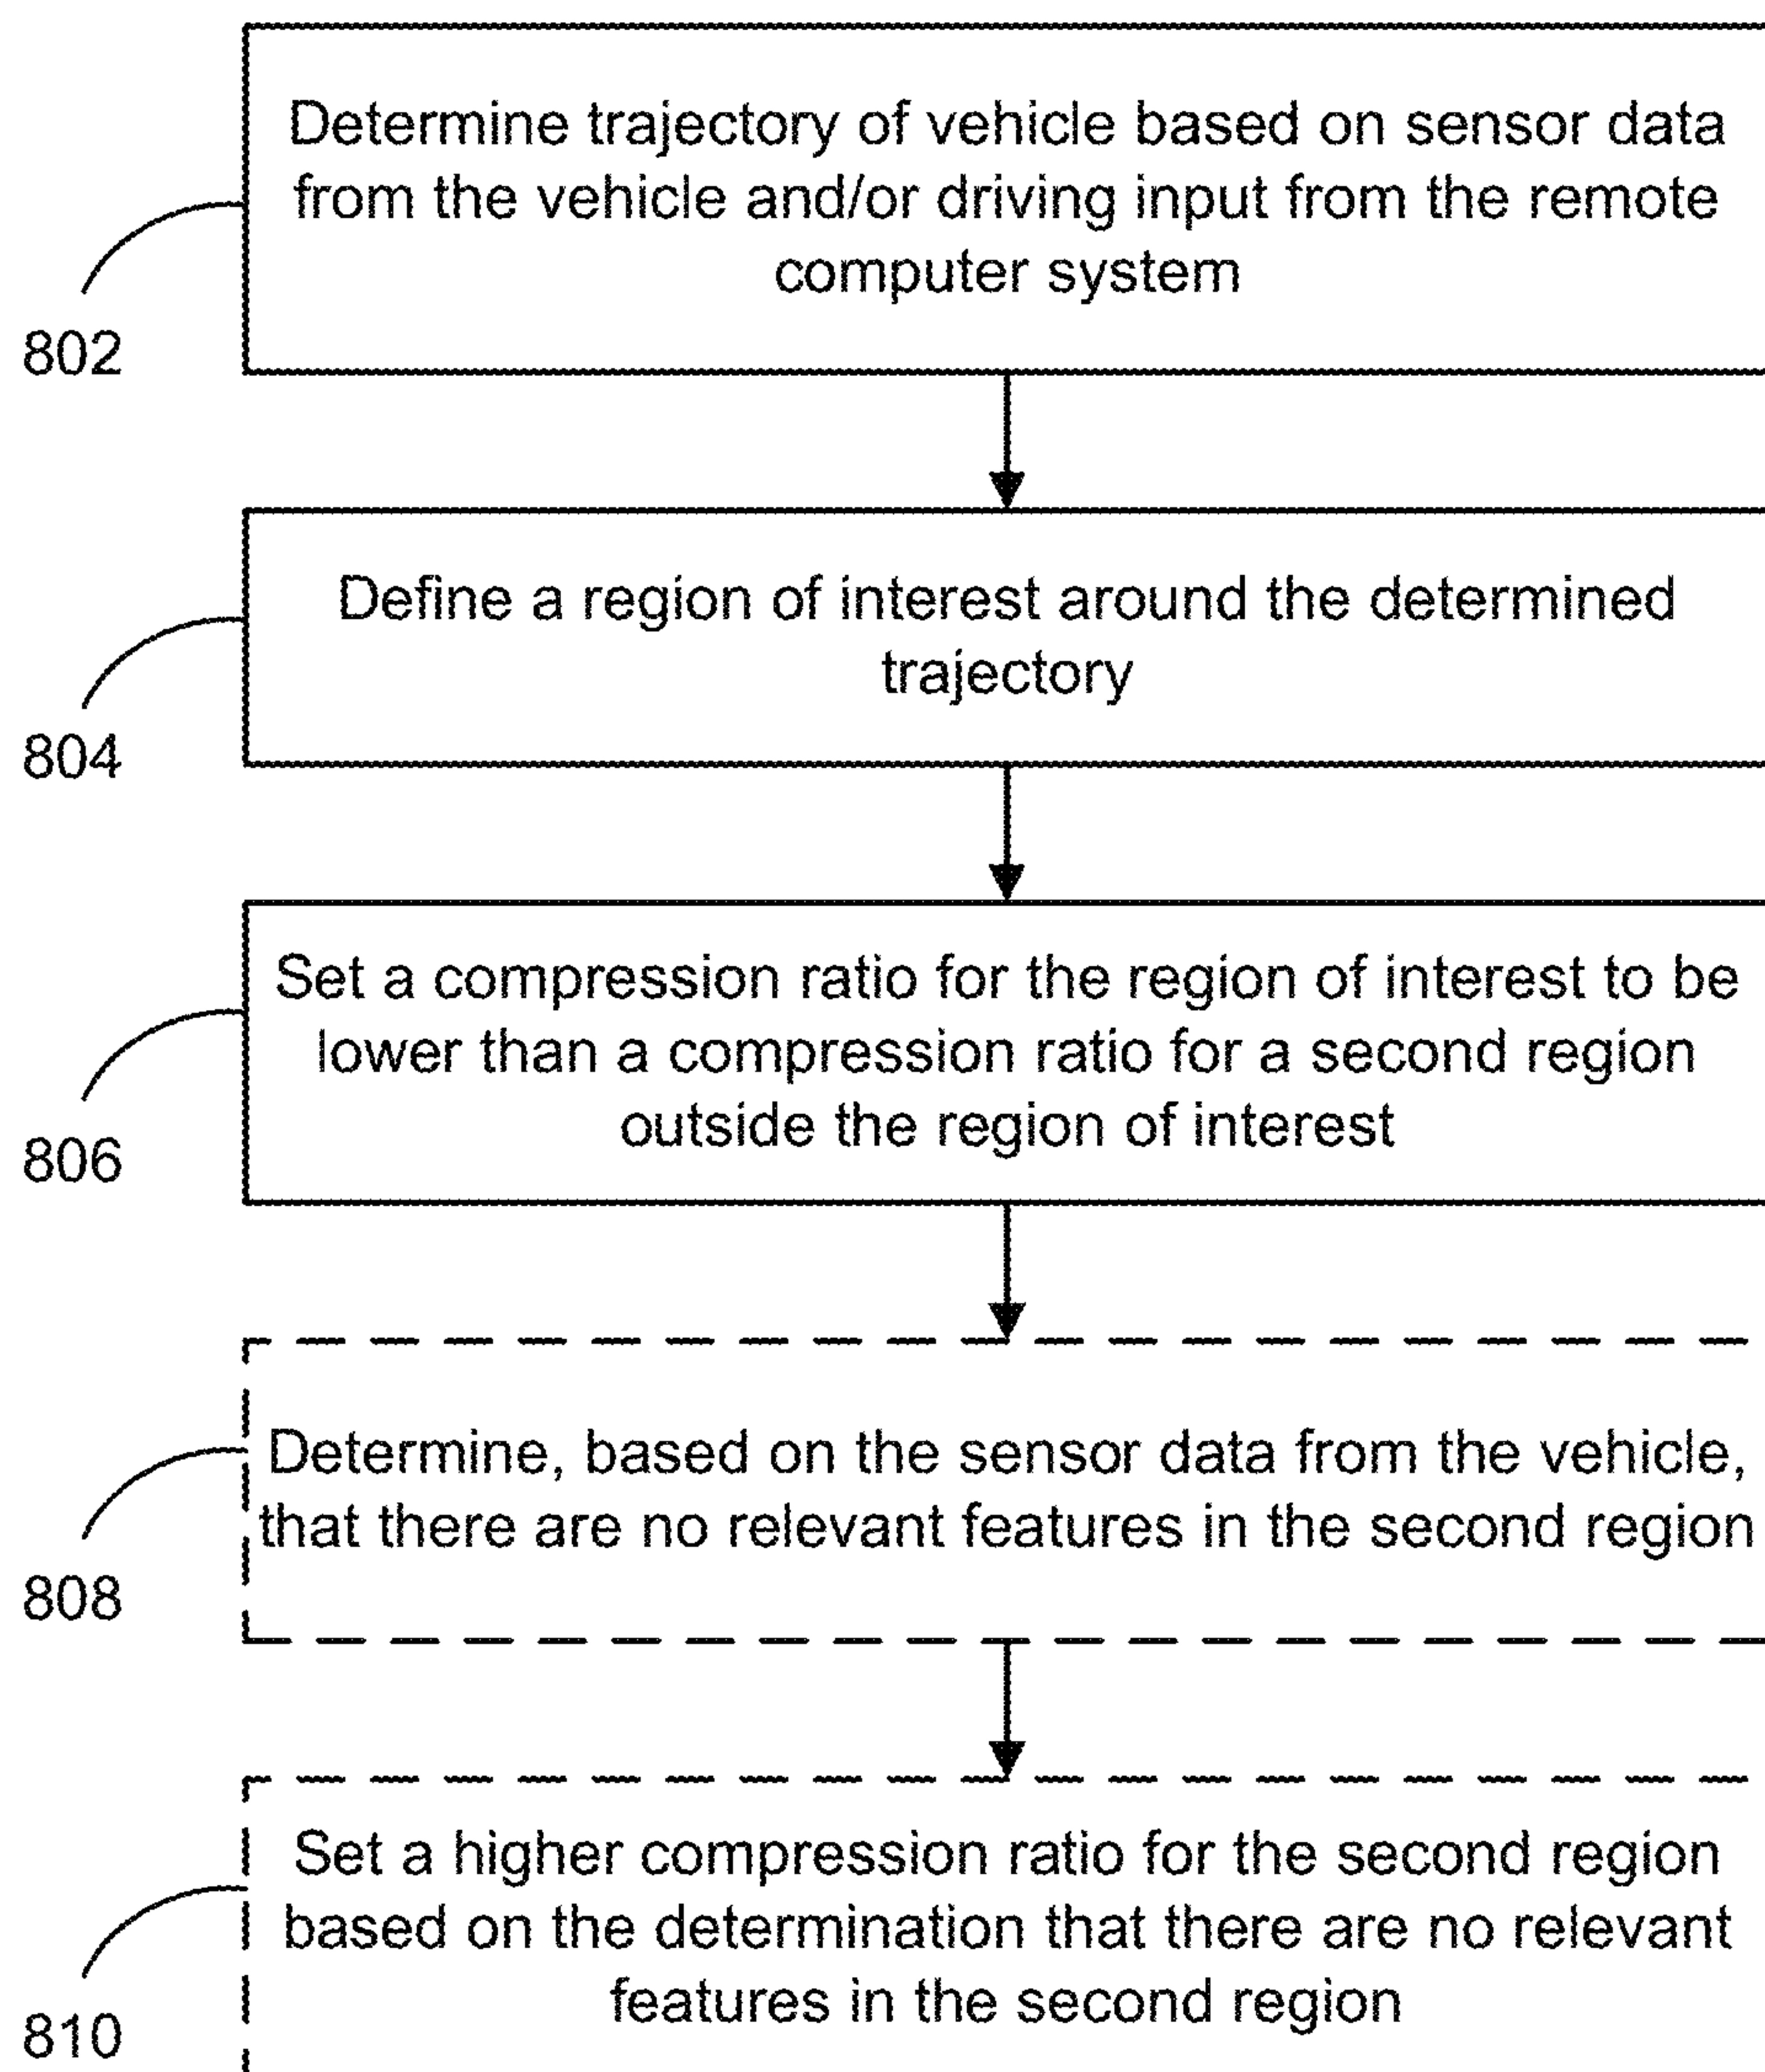 Determine trajectory of vehicle based on sensor data
from the vehicle and/or driving input from the remote
computer system
802
Define a region of interest around the determined
trajectory
804
Set a compression ratio for the region of interest to be
lower than a compression ratio for a second region
outside the region of interest
806
Determine, based on the sensor data from the vehicle,
that there are no relevant features in the second region
808
Set a higher compression ratio for the second region
based on the determination that there are no relevant
features in the second region
810